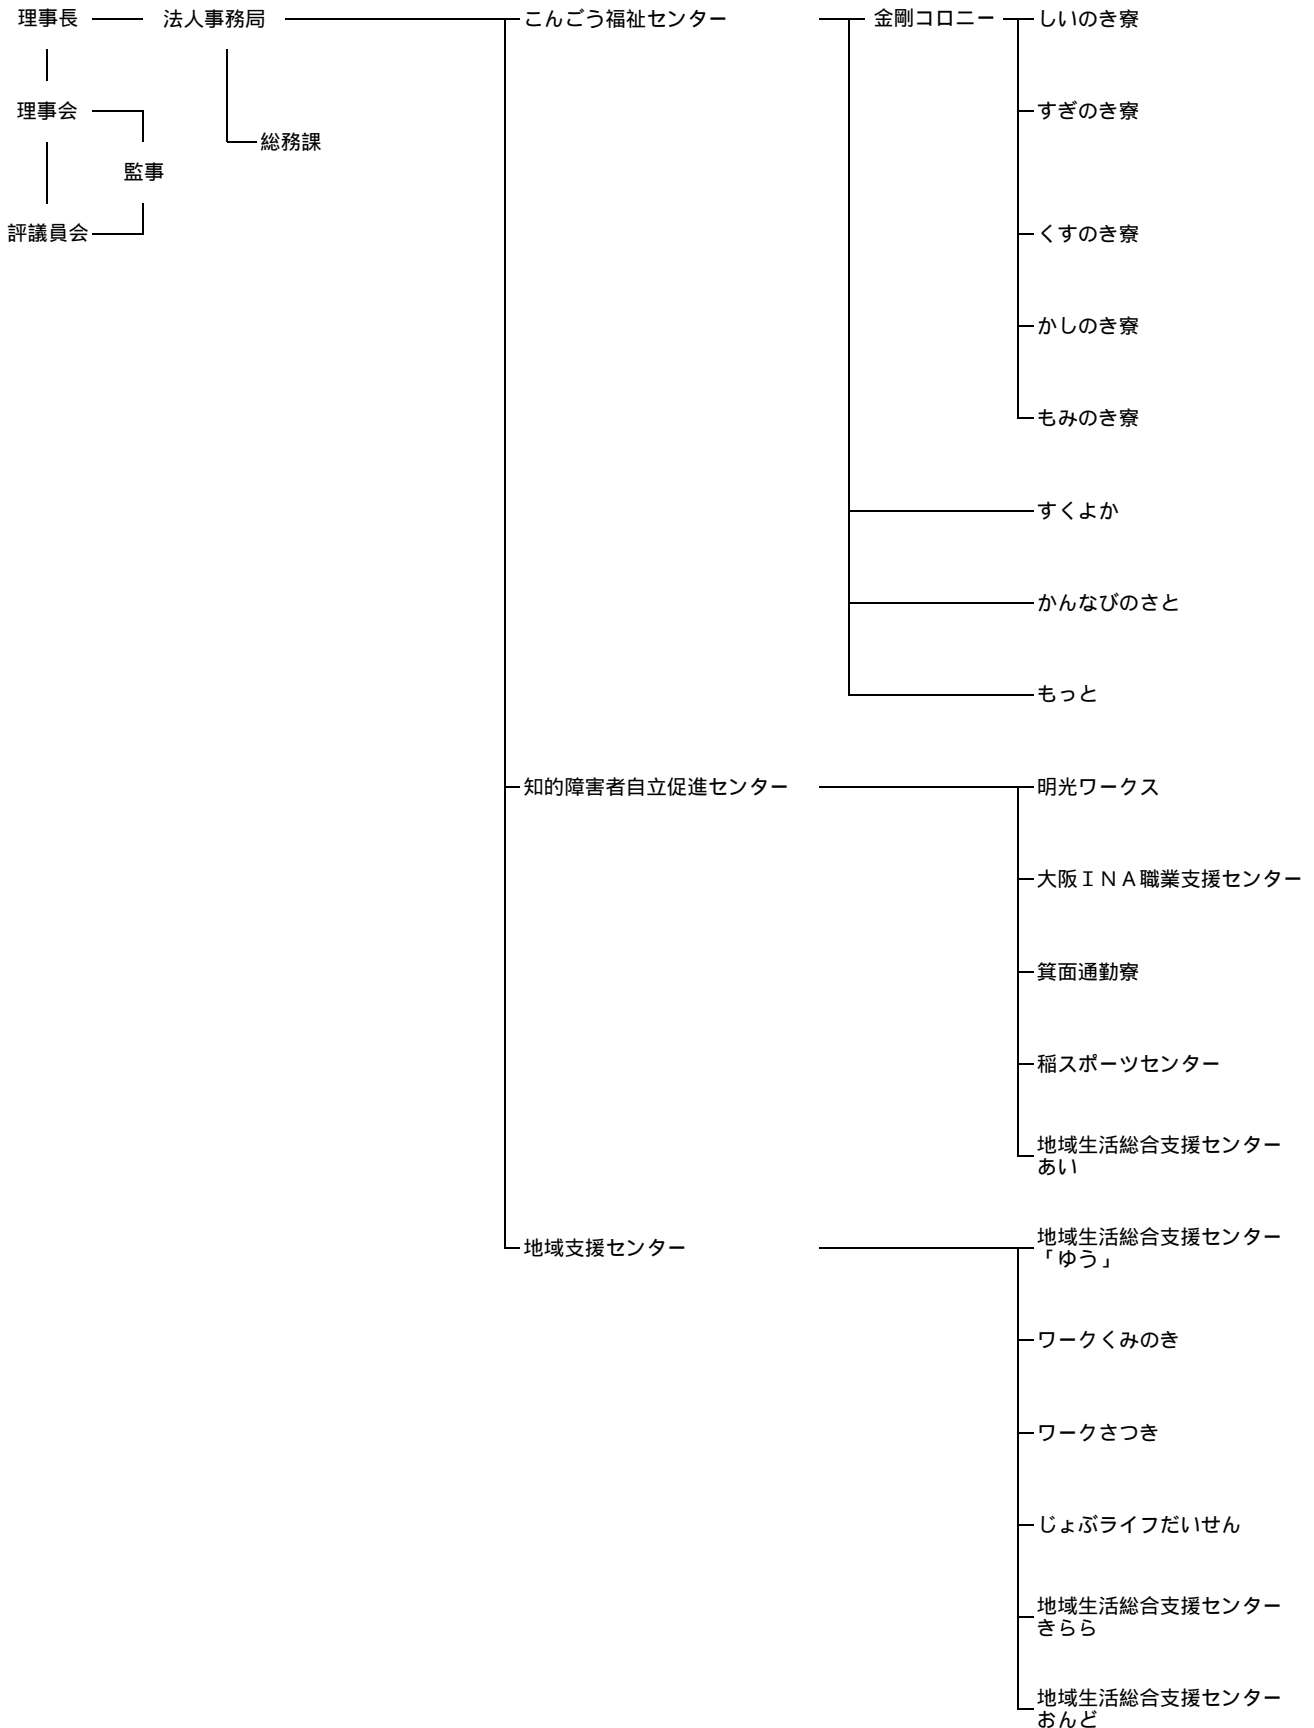 理事長
法人事務局
こんごう福祉センター
金剛コロニー
しいのき寮
理事会
すぎのき寮
総務課
監事
評議員会
くすのき寮
かしのき寮
もみのき寮
すくよか
かんなびのさと
もっと
知的障害者自立促進センター
明光ワークス
大阪ＩＮＡ職業支援センター
箕面通勤寮
稲スポーツセンター
地域生活総合支援センター
あい
地域支援センター
地域生活総合支援センター
「ゆう」
ワークくみのき
ワークさつき
じょぶライフだいせん
地域生活総合支援センター
きらら
地域生活総合支援センター
おんど